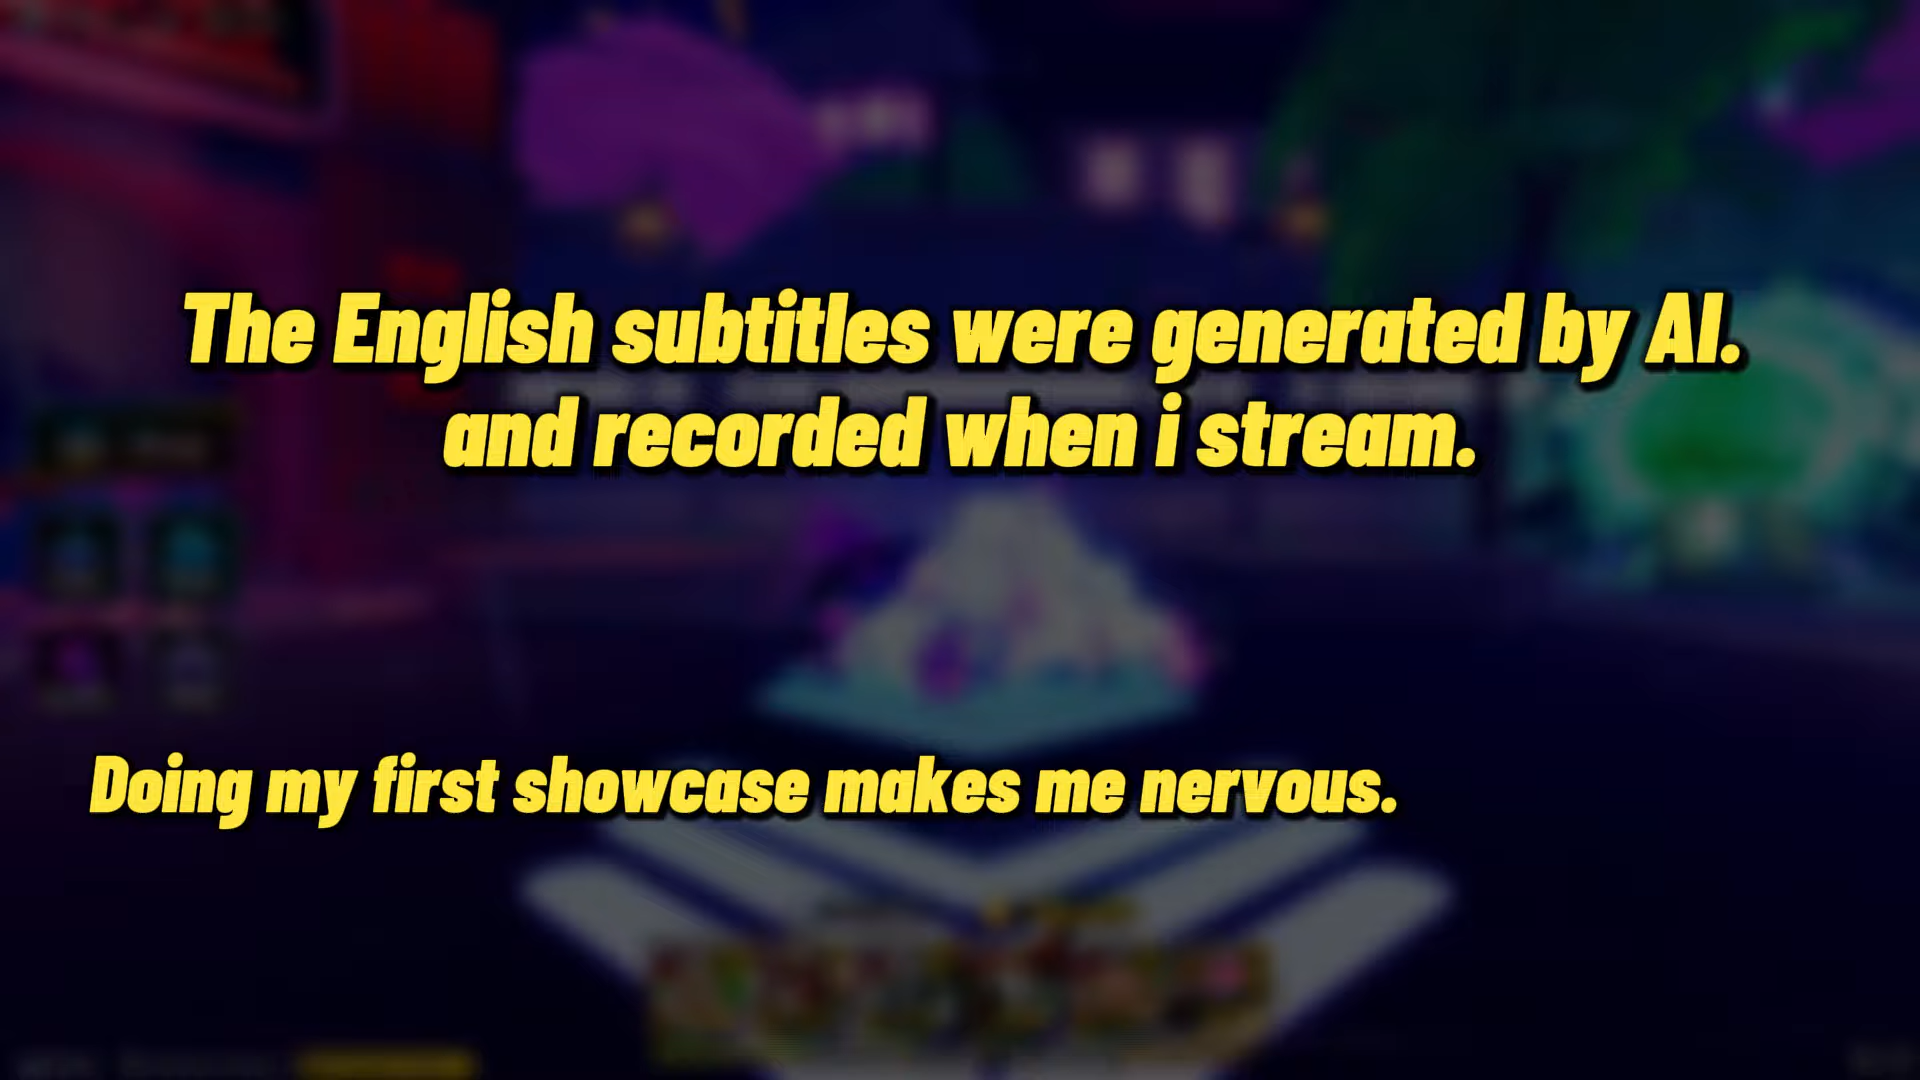 The English subtitles were generated by AI.
and recorded when i stream.
Doing my first showcase makes me nervous.